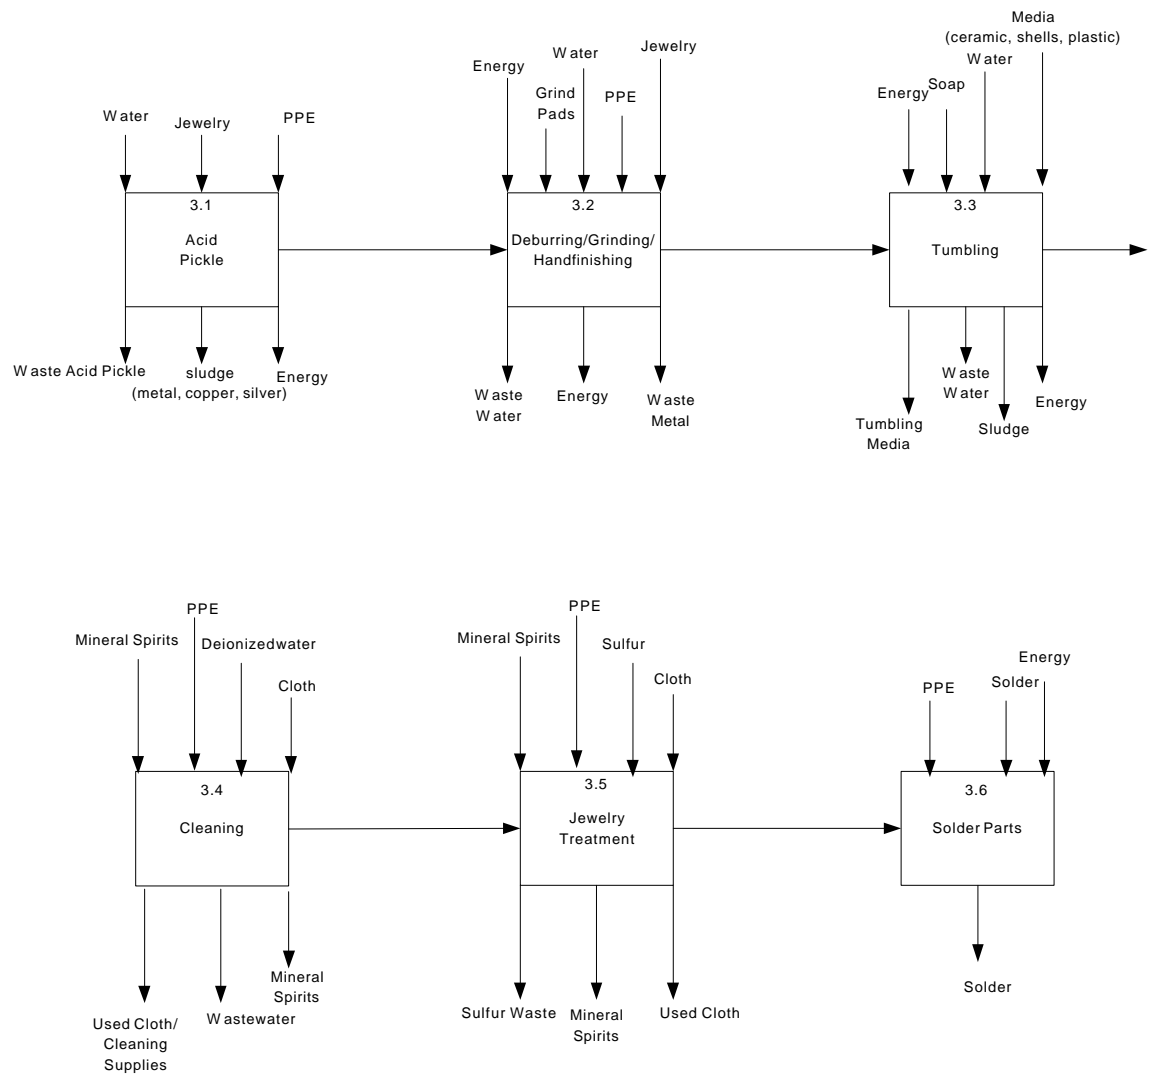 Media
(ceramic, shells, plastic)
Water
Jewelry
Water
Energy
Soap
Energy
Grind
Pads
PPE
Water
Jewelry
PPE
3.1
Acid
Pickle
3.2
Deburring/Grinding/
Handfinishing
3.3
Tumbling
Waste Acid Pickle
sludge
(metal, copper, silver)
Energy
Waste
Water
Energy
Waste
Metal
Tumbling
Media
Waste
Water
Sludge
Energy
Mineral Spirits
PPE
Deionizedwater
Cloth
Mineral Spirits
PPE
Sulfur
Cloth
PPE
Solder
Energy
3.4
Cleaning
3.5
Jewelry
Treatment
3.6
Solder Parts
Used Cloth/
Cleaning
Supplies
Wastewater
Mineral
Spirits
Sulfur Waste
Mineral
Spirits
Used Cloth
Solder